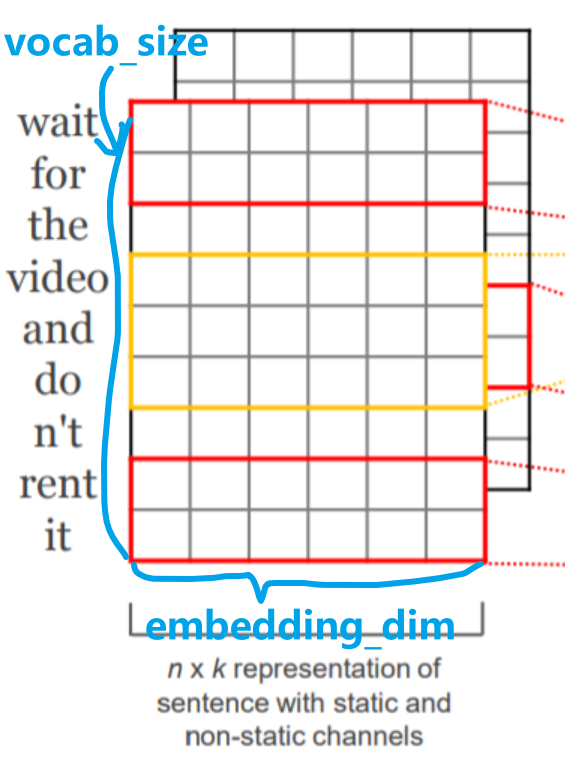 vocab_size
wait
for
the
video
and
do
n't
rent
it
embedding_dim
n x k representation of
sentence with static and
non-static channels